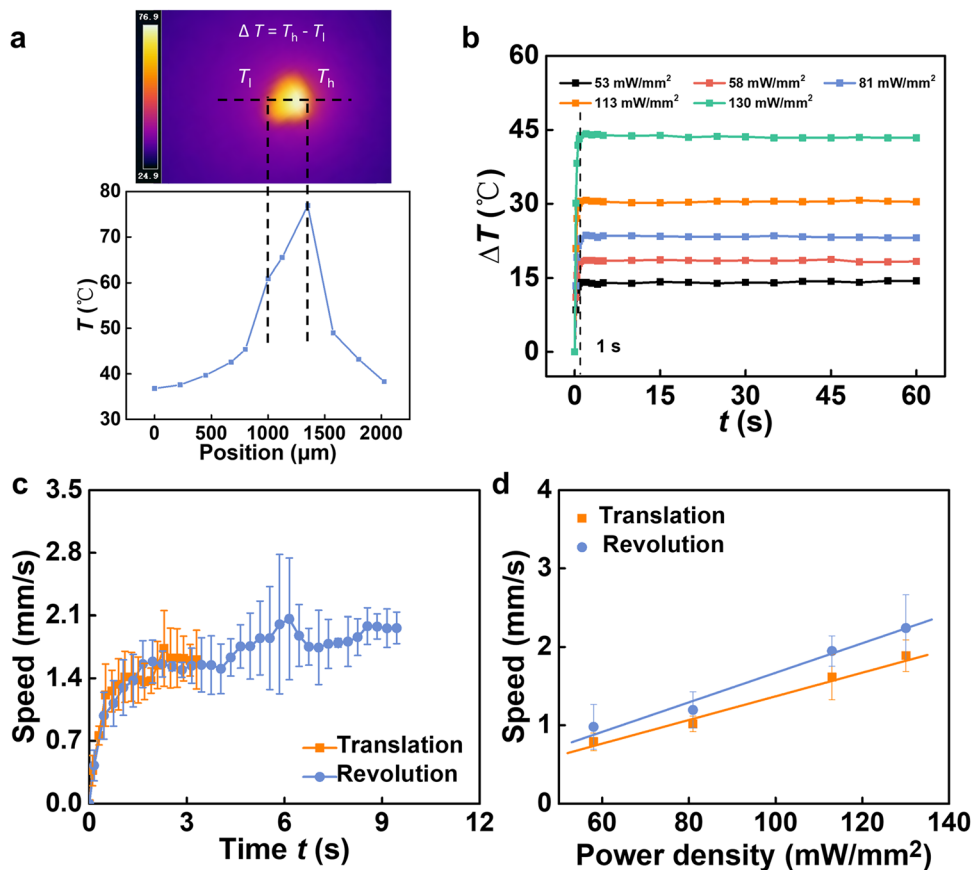 a
76.9
24.9
Δ T = Th - Tl
Tl
Th
80
70
60
50
40
30
T (℃)
0 500 1000 1500 2000
Position (μm)
b
60
45
30
15
0
ΔT (℃)
53 mW/mm² 58 mW/mm² 81 mW/mm²
113 mW/mm² 130 mW/mm²
1 s
0 15 30 45 60
t (s)
c
3.5
2.8
2.1
1.4
0.7
0.0
Speed (mm/s)
Translation
Revolution
0 3 6 9 12
Time t (s)
d
4
3
2
1
0
Speed (mm/s)
Translation
Revolution
60 80 100 120 140
Power density (mW/mm²)